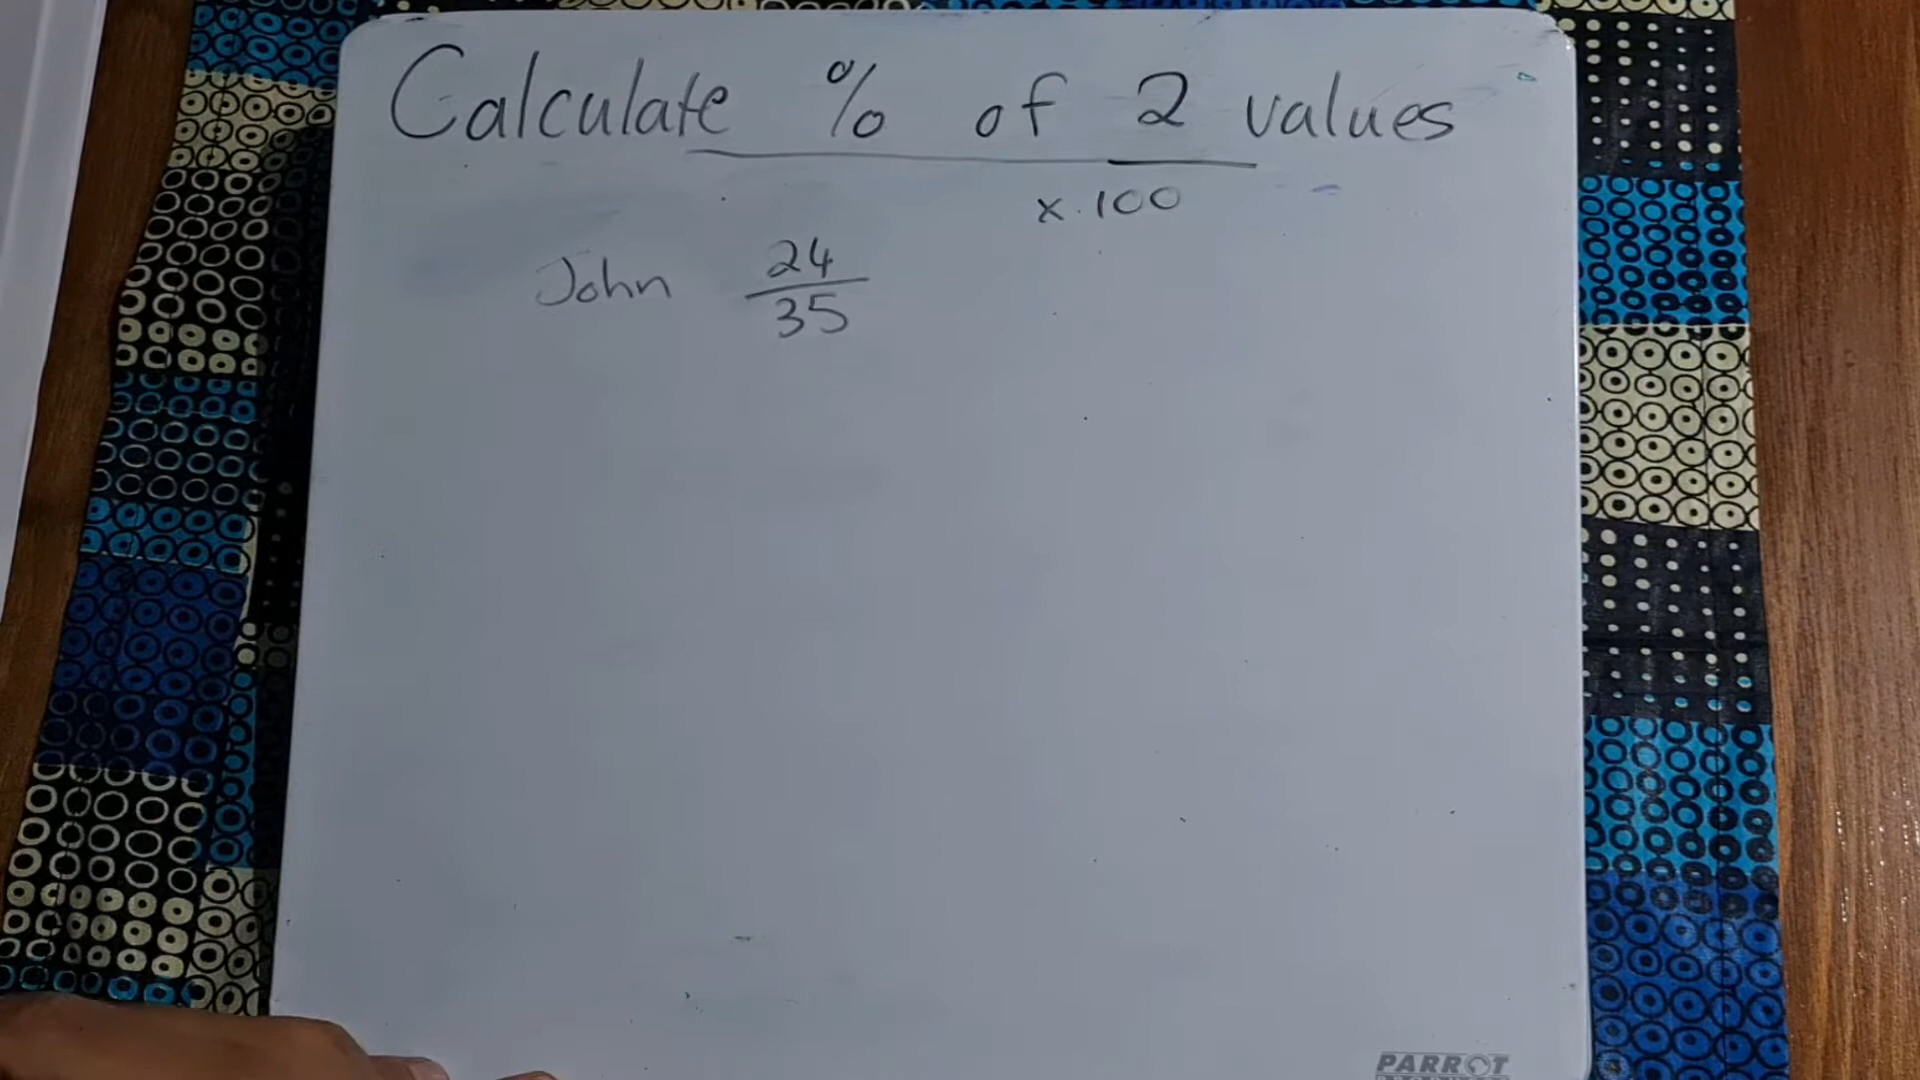 Calculate % of 2 values
x.100
John 24/35
PARROT